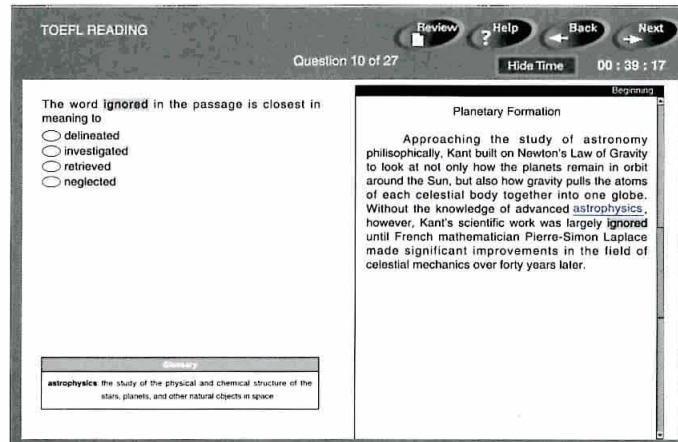 TOEFL READING
Review
Help
Back
Next
Question 10 of 27
Hide Time
00 : 39 : 17
The word ignored in the passage is closest in
meaning to
delineated
investigated
retrieved
neglected
Glossary
astrophysics: the study of the physical and chemical structure of the
stars, planets, and other natural objects in space
Beginning
Planetary Formation
Approaching the study of astronomy
philisophically, Kant built on Newton's Law of Gravity
to look at not only how the planets remain in orbit
around the Sun, but also how gravity pulls the atoms
of each celestial body together into one globe.
Without the knowledge of advanced astrophysics,
however, Kant's scientific work was largely ignored
until French mathematician Pierre-Simon Laplace
made significant improvements in the field of
celestial mechanics over forty years later.